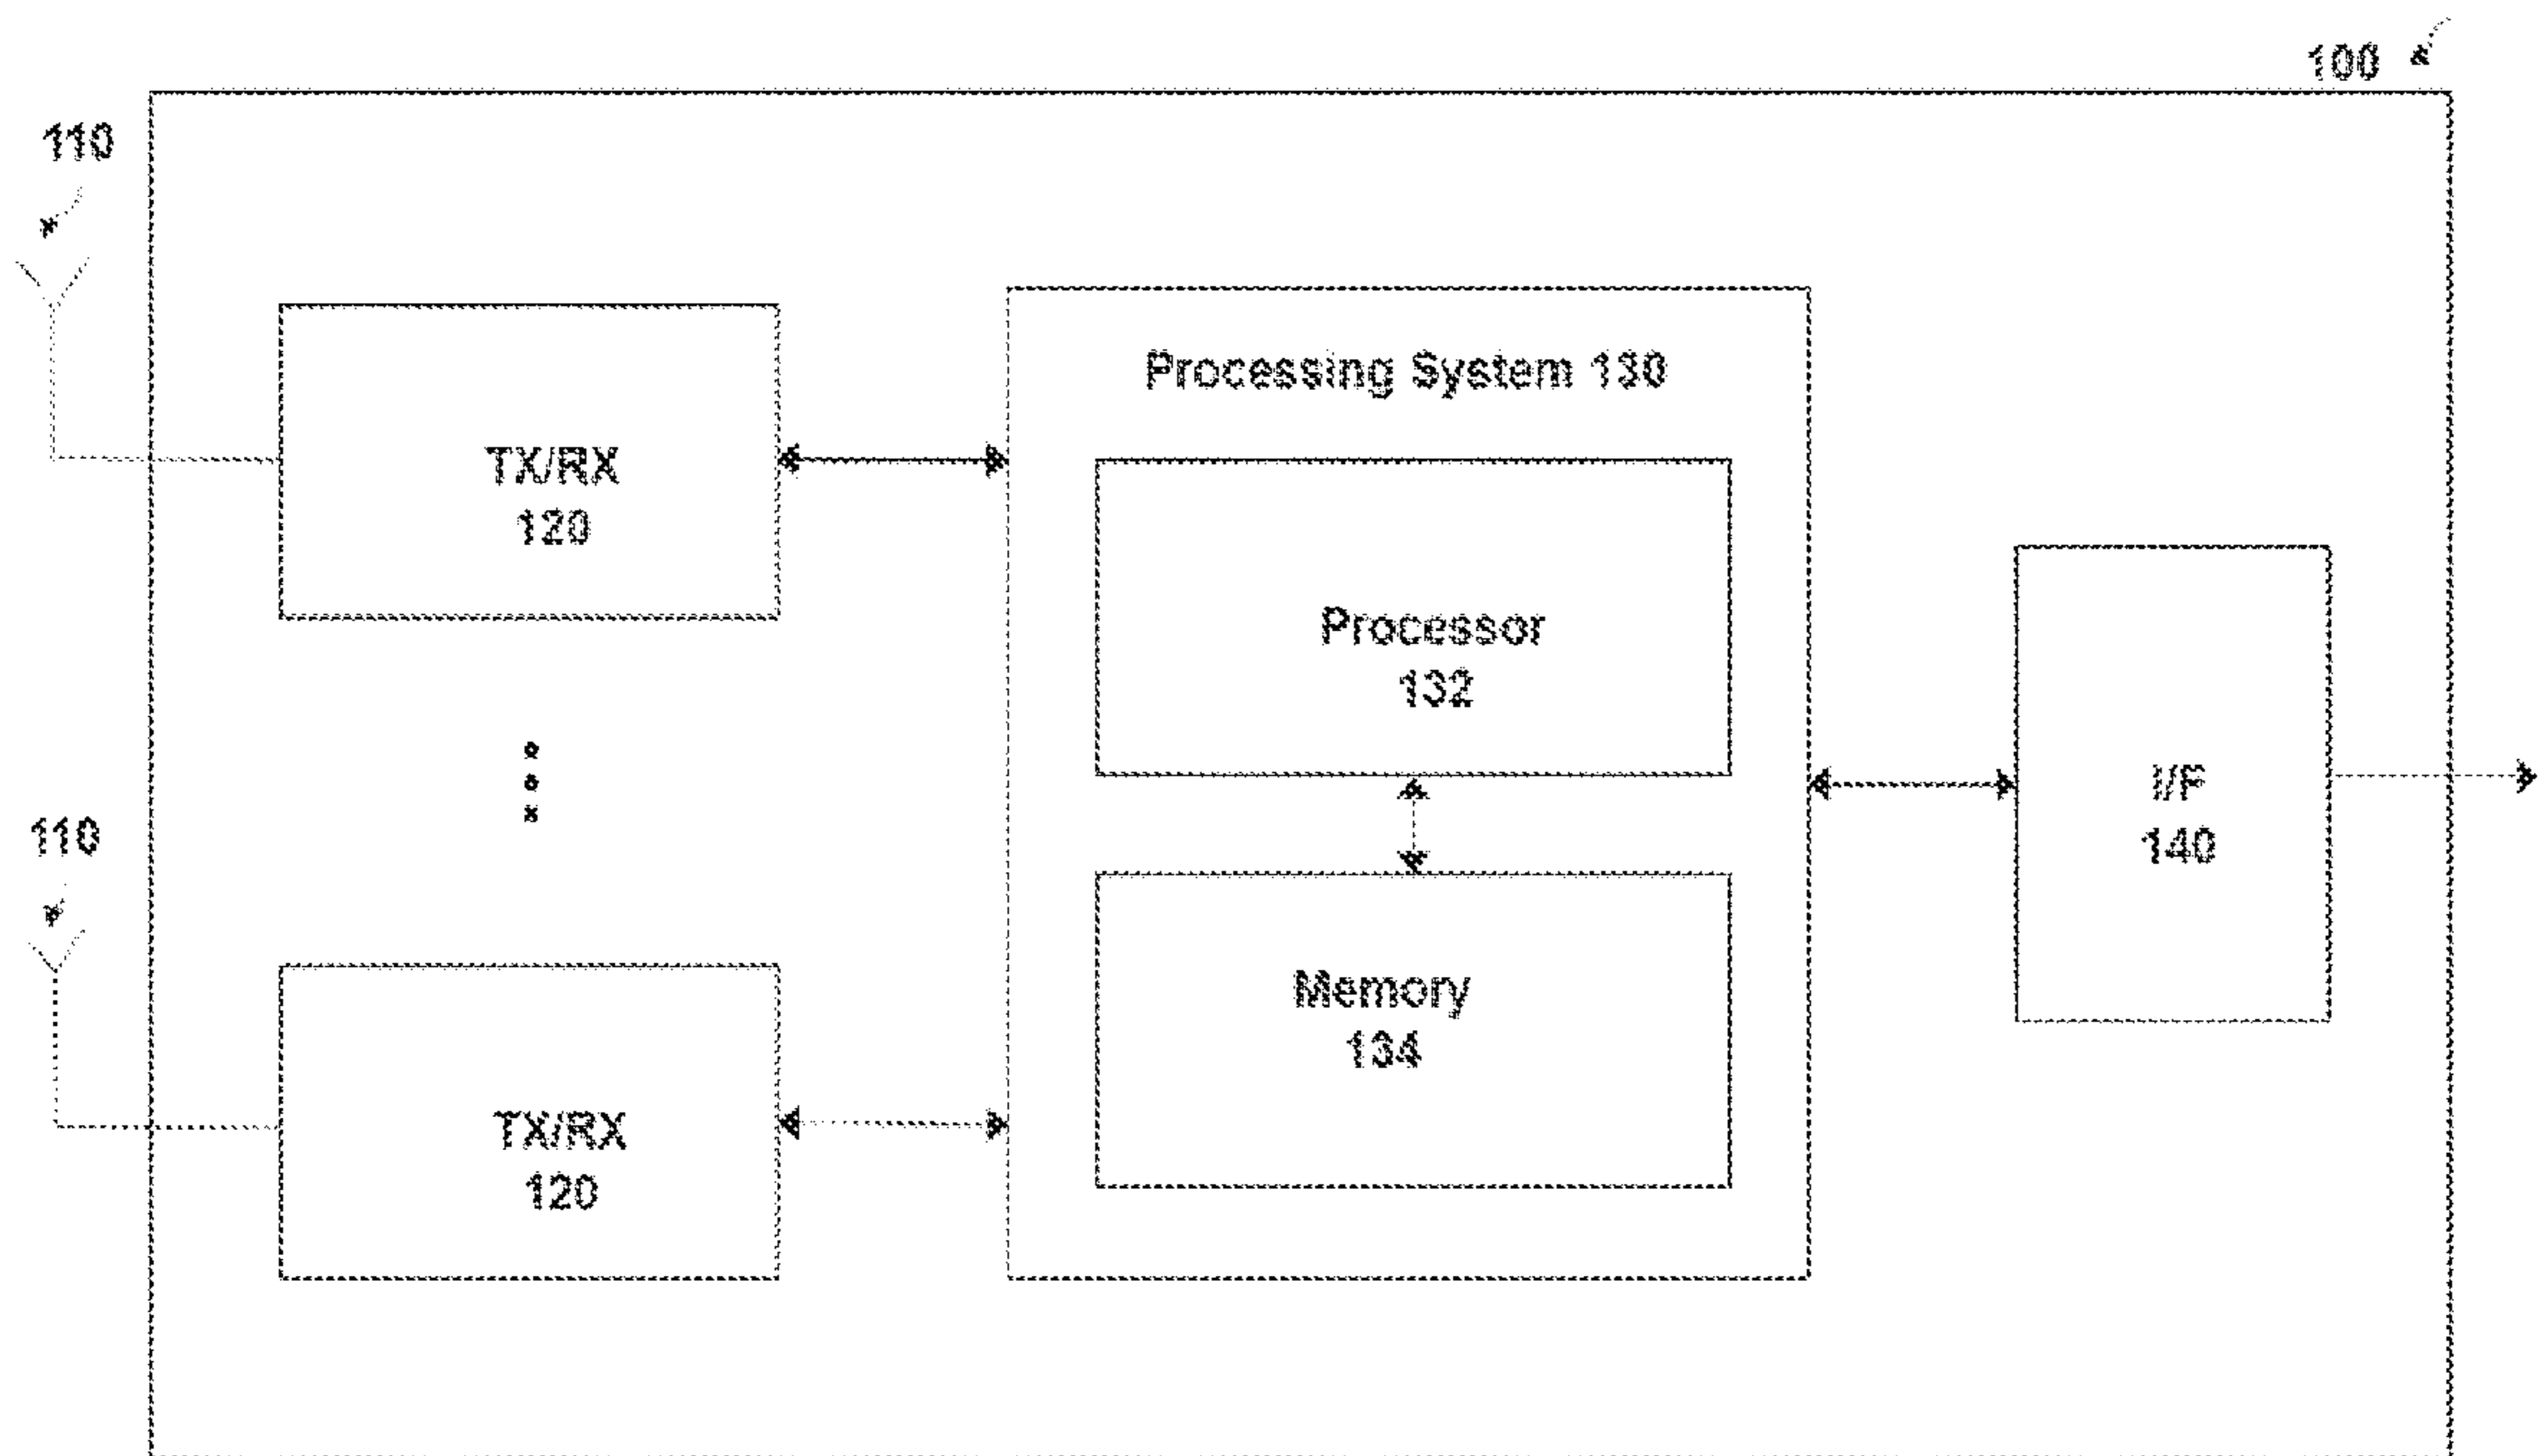 100
110
Processing System 130
TX/RX
120
Processor
132
I/F
140
110
Memory
134
TX/RX
120